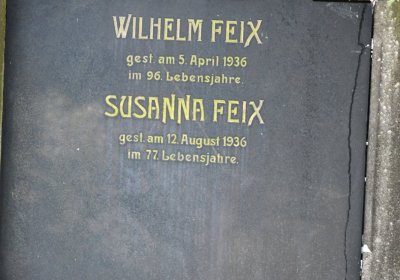 WILHELM FEIX
gest. am 5. April 1936
im 96. Lebensjahre.
SUSANNA FEIX
gest. am 12. August 1936
im 77. Lebensjahre.